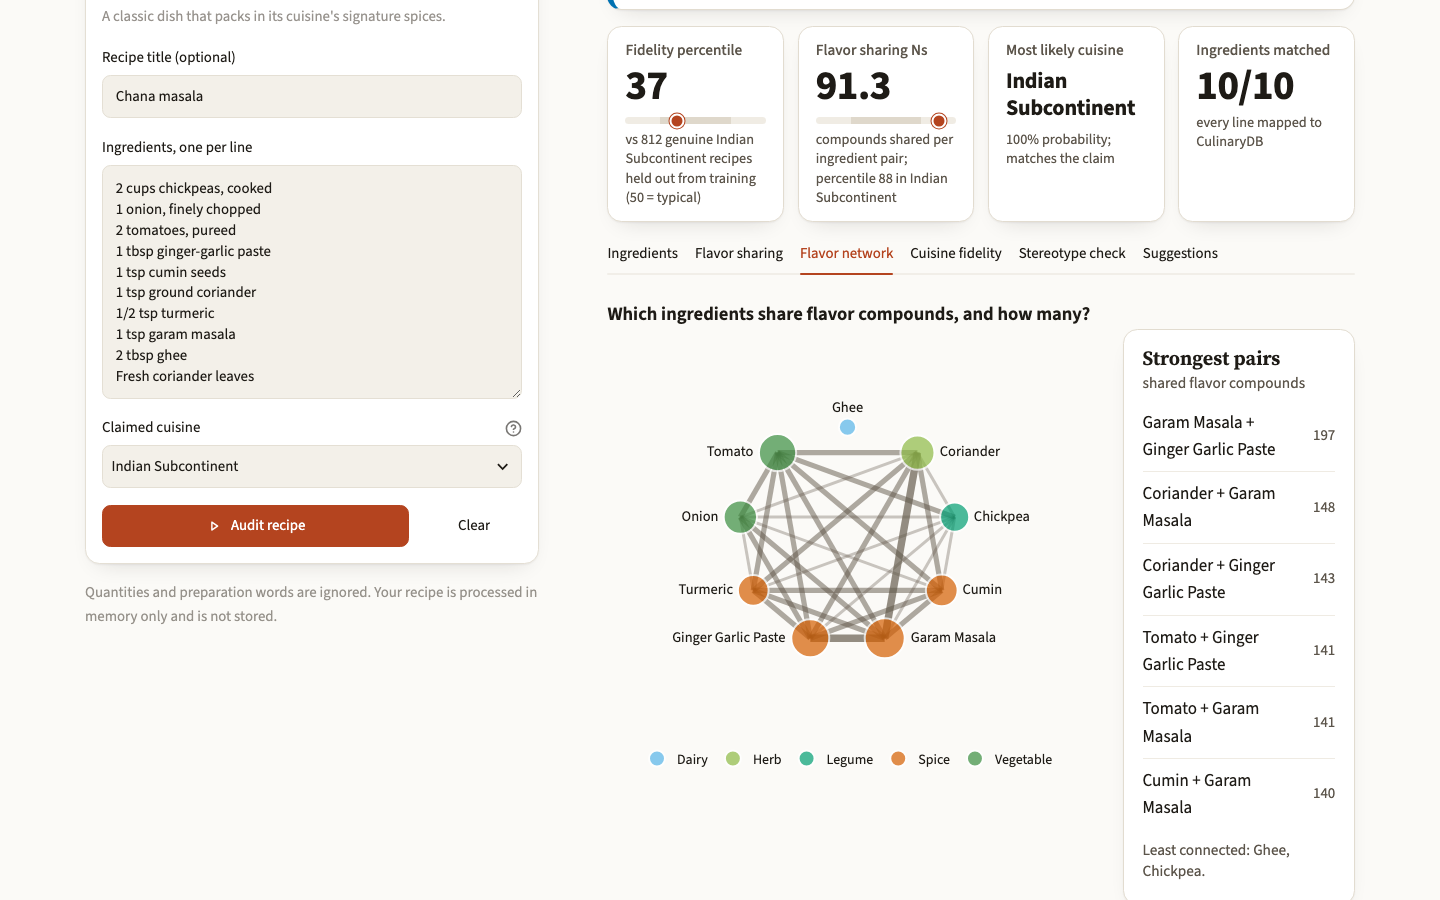 A classic dish that packs in its cuisine's signature spices.
Recipe title (optional)
Chana masala
Ingredients, one per line
2 cups chickpeas, cooked
1 onion, finely chopped
2 tomatoes, pureed
1 tbsp ginger-garlic paste
1 tsp cumin seeds
1 tsp ground coriander
1/2 tsp turmeric
1 tsp garam masala
2 tbsp ghee
Fresh coriander leaves
Claimed cuisine
?
Indian Subcontinent
Audit recipe
Clear
Quantities and preparation words are ignored. Your recipe is processed in
memory only and is not stored.
Fidelity percentile
37
vs 812 genuine Indian
Subcontinent recipes
held out from training
(50 = typical)
Flavor sharing Ns
91.3
compounds shared per
ingredient pair;
percentile 88 in Indian
Subcontinent
Most likely cuisine
Indian
Subcontinent
100% probability;
matches the claim
Ingredients matched
10/10
every line mapped to
CulinaryDB
Ingredients
Flavor sharing
Flavor network
Cuisine fidelity
Stereotype check
Suggestions
Which ingredients share flavor compounds, and how many?
Ghee
Tomato
Coriander
Onion
Chickpea
Turmeric
Cumin
Ginger Garlic Paste
Garam Masala
Dairy
Herb
Legume
Spice
Vegetable
Strongest pairs
shared flavor compounds
Garam Masala +
Ginger Garlic Paste
197
Coriander + Garam
Masala
148
Coriander + Ginger
Garlic Paste
143
Tomato + Ginger
Garlic Paste
141
Tomato + Garam
Masala
141
Cumin + Garam
Masala
140
Least connected: Ghee,
Chickpea.